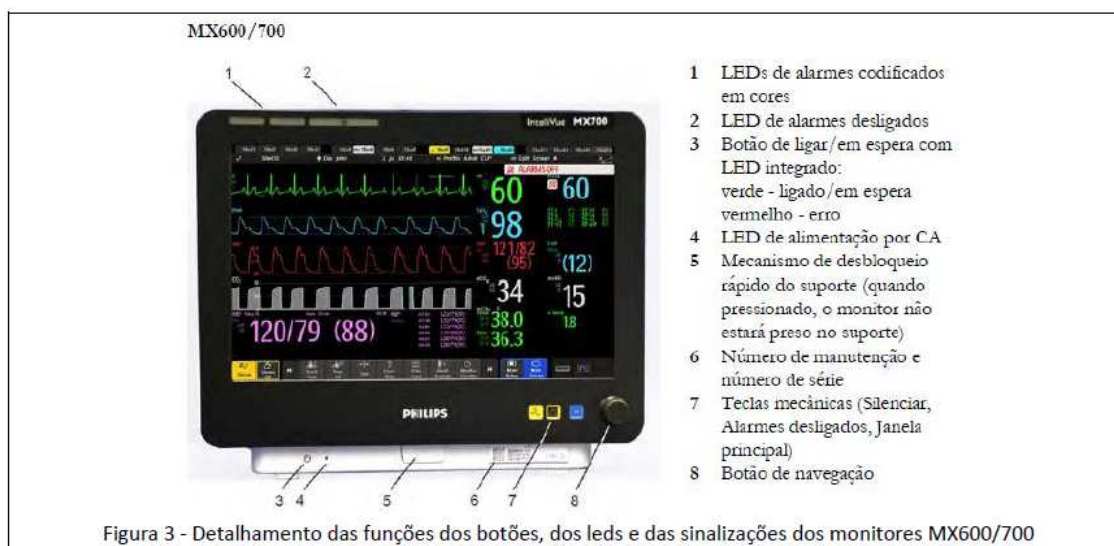 MX600/700
1
2
IntelliVue MX700
ALARMS OFF
60
60
98
121/82
(95)
(12)
34
15
38.0
36.3
1.8
120/79 (88)
PHILIPS
3
4
5
6
7
8
1 LEDs de alarmes codificados
em cores
2 LED de alarmes desligados
3 Botão de ligar/em espera com
LED integrado:
verde - ligado/em espera
vermelho - erro
4 LED de alimentação por CA
5 Mecanismo de desbloqueio
rápido do suporte (quando
pressionado, o monitor não
estará preso no suporte)
6 Número de manutenção e
número de série
7 Teclas mecânicas (Silenciar,
Alarmes desligados, Janela
principal)
8 Botão de navegação
Figura 3 - Detalhamento das funções dos botões, dos leds e das sinalizações dos monitores MX600/700